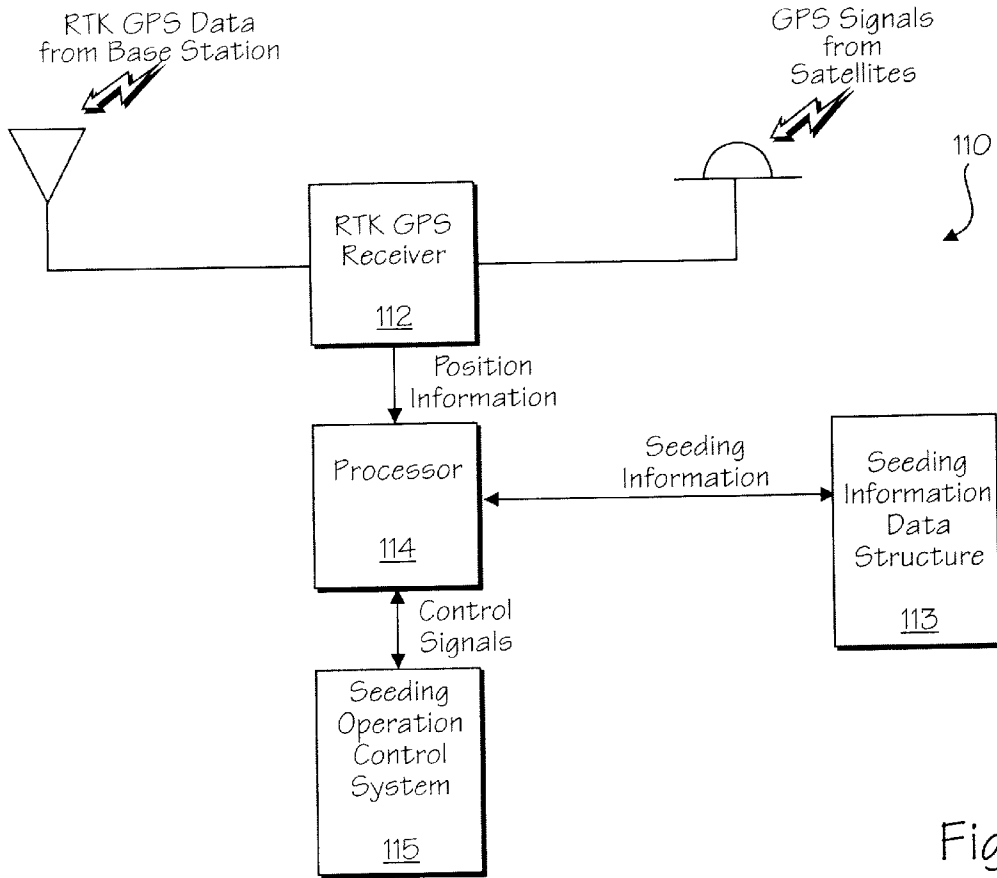 RTK GPS Data
from Base Station
GPS Signals
from
Satellites
110
RTK GPS
Receiver
112
Position
Information
Processor
114
Seeding
Information
Seeding
Information
Data
Structure
113
Control
Signals
Seeding
Operation
Control
System
115
Fig